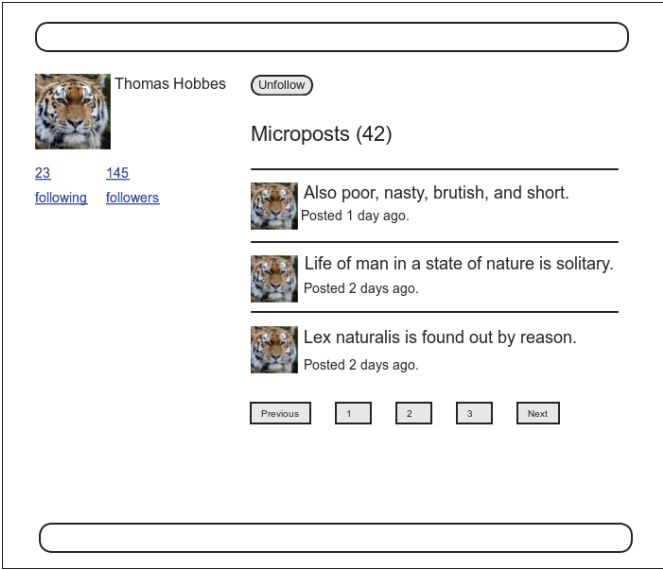 Thomas Hobbes
23
145
following
followers
Unfollow
Microposts (42)
Also poor, nasty, brutish, and short.
Posted 1 day ago.
Life of man in a state of nature is solitary.
Posted 2 days ago.
Lex naturalis is found out by reason.
Posted 2 days ago.
Previous 1 2 3 Next